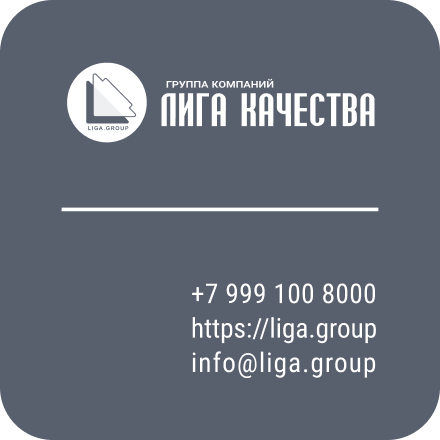 ГРУППА КОМПАНИЙ
ЛИГА КАЧЕСТВА
LIGA.GROUP
+7 999 100 8000
https://liga.group
info@liga.group